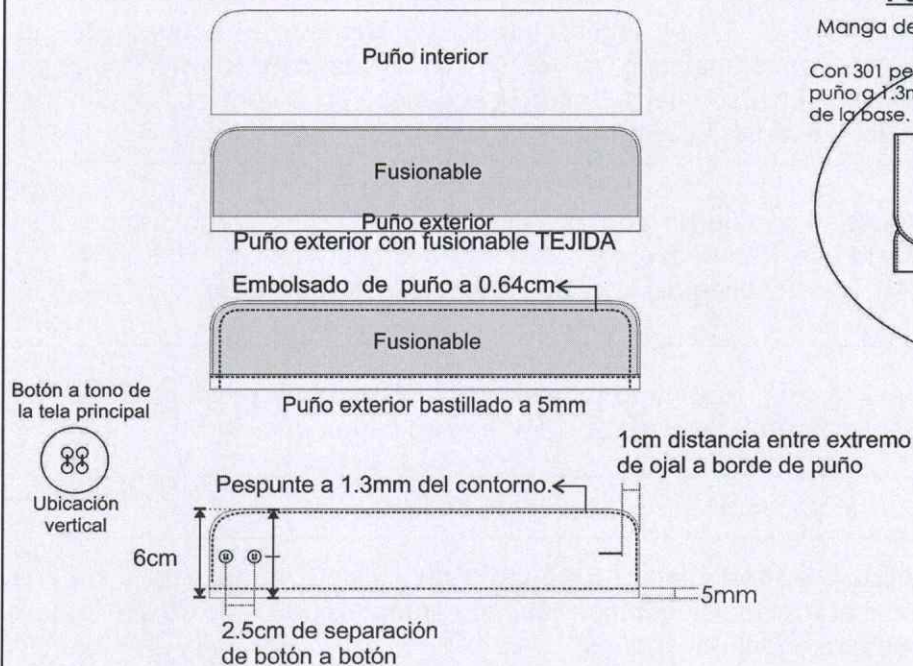 Puño interior
Manga de
Con 301 pe
puño a 1.3m
de la base.
Fusionable
Puño exterior
Puño exterior con fusionable TEJIDA
Embolsado de puño a 0.64cm
Fusionable
Puño exterior bastillado a 5mm
Botón a tono de
la tela principal
Ubicación
vertical
1cm distancia entre extremo
de ojal a borde de puño
Pespunte a 1.3mm del contorno.
6cm
5mm
2.5cm de separación
de botón a botón